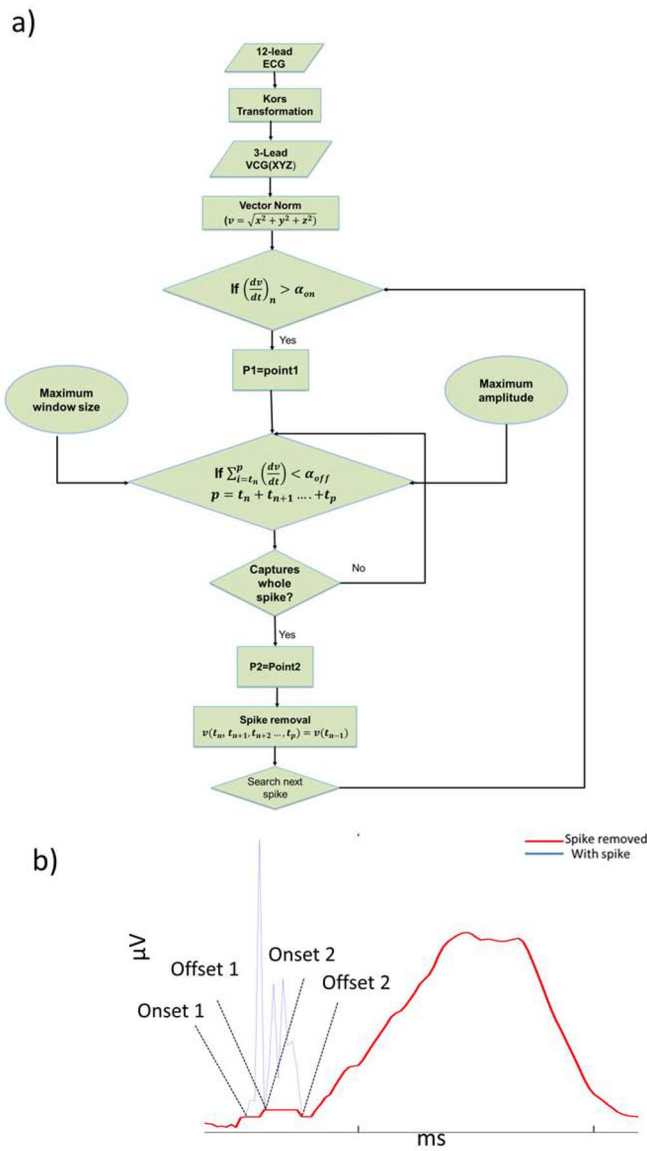 a)
12-lead
ECG
Kors
Transformation
3-Lead
VCG(XYZ)
Vector Norm
(v = √x² + y² + z²)
If (dv/dt)ₙ > αₒₙ
Yes
P1=point1
Maximum
window size
Maximum
amplitude
If ∑ᵖᵢ₌ₜₙ (dv/dt) < α_off
p = tₙ + tₙ₊₁ .... +tₚ
Captures
whole
spike?
No
Yes
P2=Point2
Spike removal
v(tₙ, tₙ₊₁, tₙ₊₂ ..., tₚ) = v(tₙ₋₁)
Search next
spike
b)
Spike removed
With spike
µV
Onset 2
Offset 1
Offset 2
Onset 1
ms